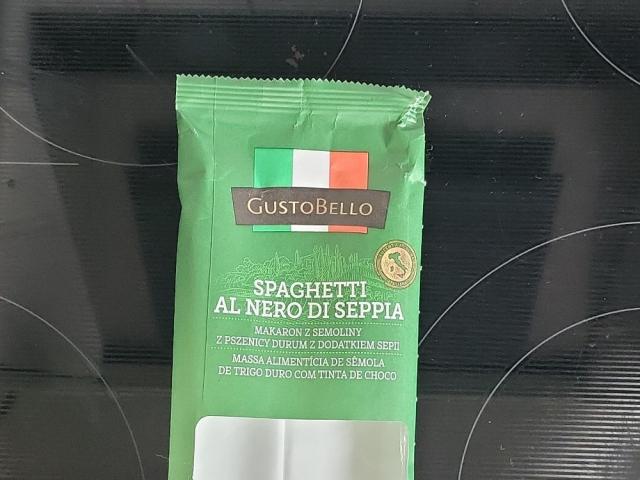 GUSTOBELLO
SPAGHETTI
AL NERO DI SEPPIA
MAKARON Z SEMOLINY
Z PSZENICY DURUM Z DODATKIEM SEPII
MASSA ALIMENTÍCIA DE SÊMOLA
DE TRIGO DURO COM TINTA DE CHOCO